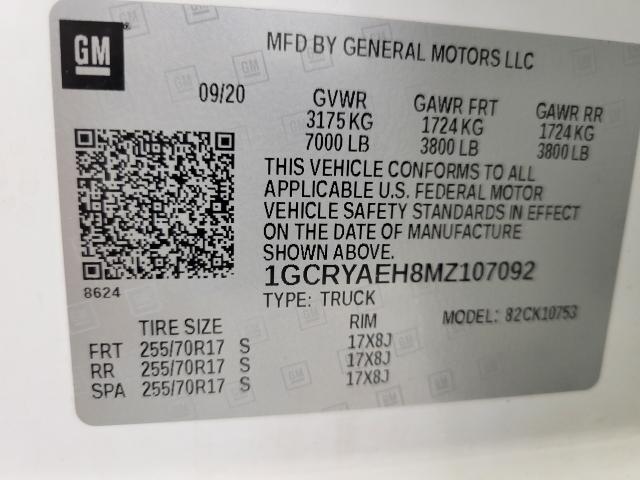 GM
MFD BY GENERAL MOTORS LLC
09/20
GVWR GAWR FRT GAWR RR
3175 KG 1724 KG 1724 KG
7000 LB 3800 LB 3800 LB
THIS VEHICLE CONFORMS TO ALL
APPLICABLE U.S. FEDERAL MOTOR
VEHICLE SAFETY STANDARDS IN EFFECT
ON THE DATE OF MANUFACTURE
SHOWN ABOVE.
8624
1GCRYAEH8MZ107092
TYPE: TRUCK MODEL: 82CK10753
TIRE SIZE RIM
FRT 255/70R17 S 17X8J
RR 255/70R17 S 17X8J
SPA 255/70R17 S 17X8J